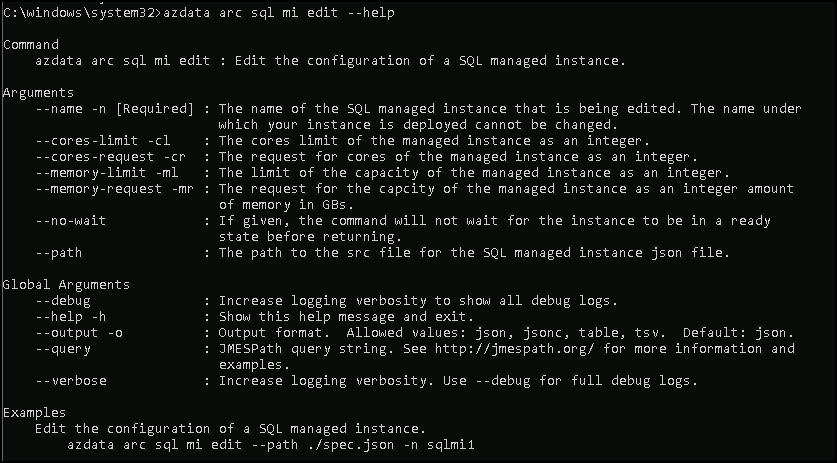 C:\windows\system32>azdata arc sql mi edit --help
Command
azdata arc sql mi edit : Edit the configuration of a SQL managed instance.
Arguments
--name -n [Required] : The name of the SQL managed instance that is being edited. The name under
which your instance is deployed cannot be changed.
--cores-limit -cl : The cores limit of the managed instance as an integer.
--cores-request -cr : The request for cores of the managed instance as an integer.
--memory-limit -ml : The limit of the capacity of the managed instance as an integer.
--memory-request -mr : The request for the capcity of the managed instance as an integer amount
of memory in GBs.
--no-wait : If given, the command will not wait for the instance to be in a ready
state before returning.
--path : The path to the src file for the SQL managed instance json file.
Global Arguments
--debug : Increase logging verbosity to show all debug logs.
--help -h : Show this help message and exit.
--output -o : Output format.  Allowed values: json, jsonc, table, tsv.  Default: json.
--query : JMESPath query string. See http://jmespath.org/ for more information and
examples.
--verbose : Increase logging verbosity. Use --debug for full debug logs.
Examples
Edit the configuration of a SQL managed instance.
azdata arc sql mi edit --path ./spec.json -n sqlmi1